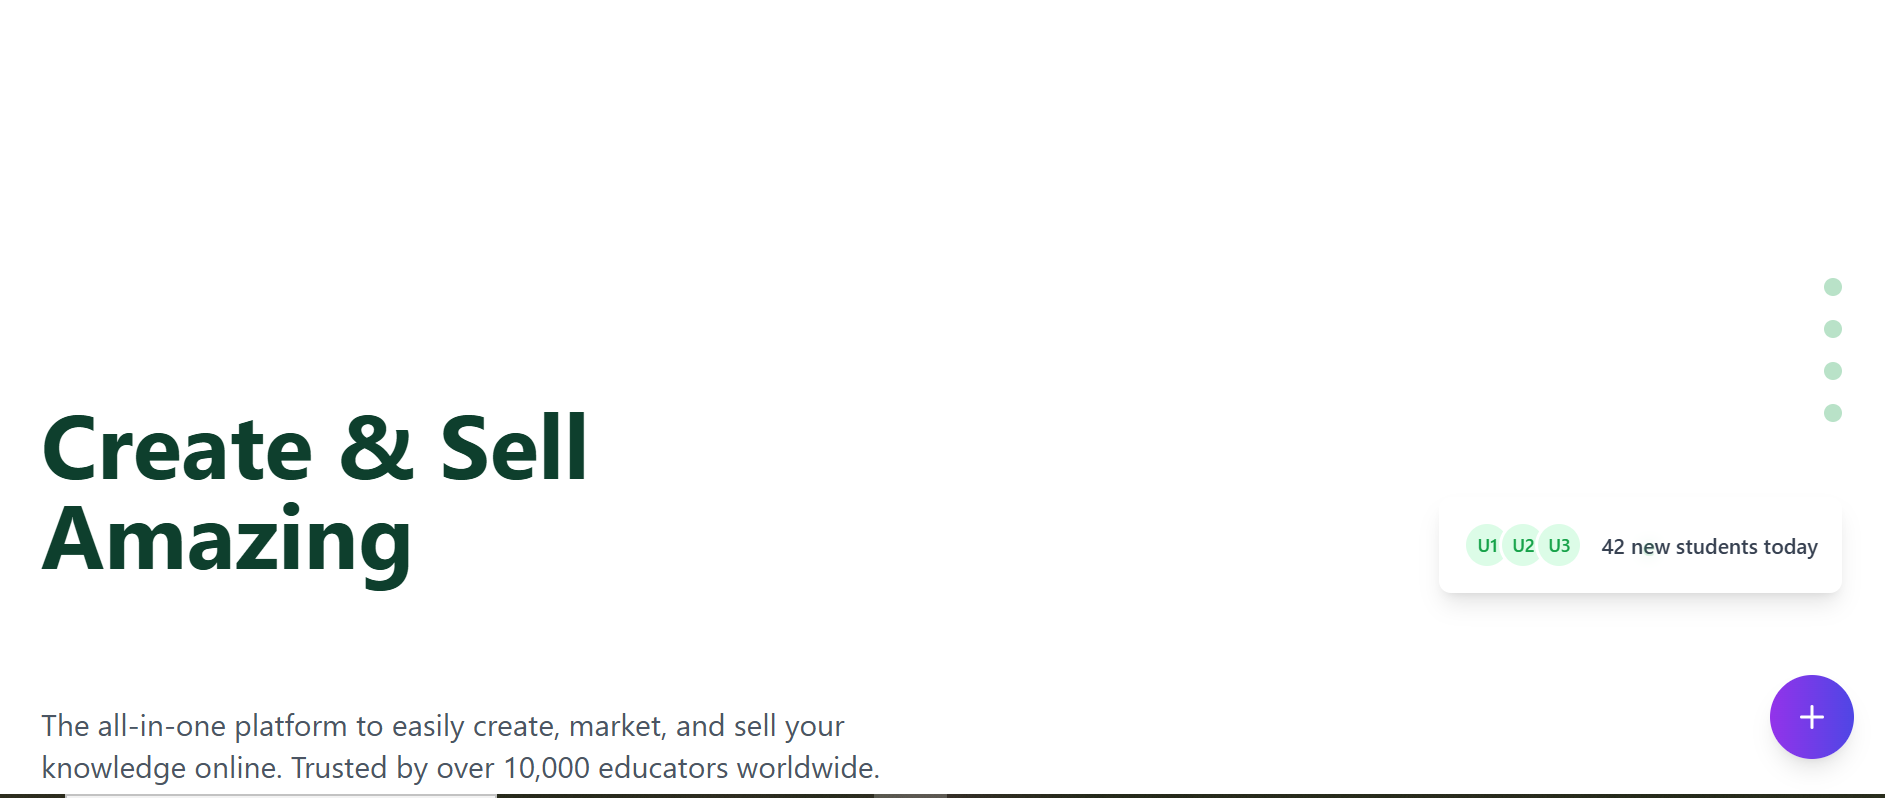 Create & Sell
Amazing
U1 U2 U3 42 new students today
The all-in-one platform to easily create, market, and sell your
knowledge online. Trusted by over 10,000 educators worldwide.